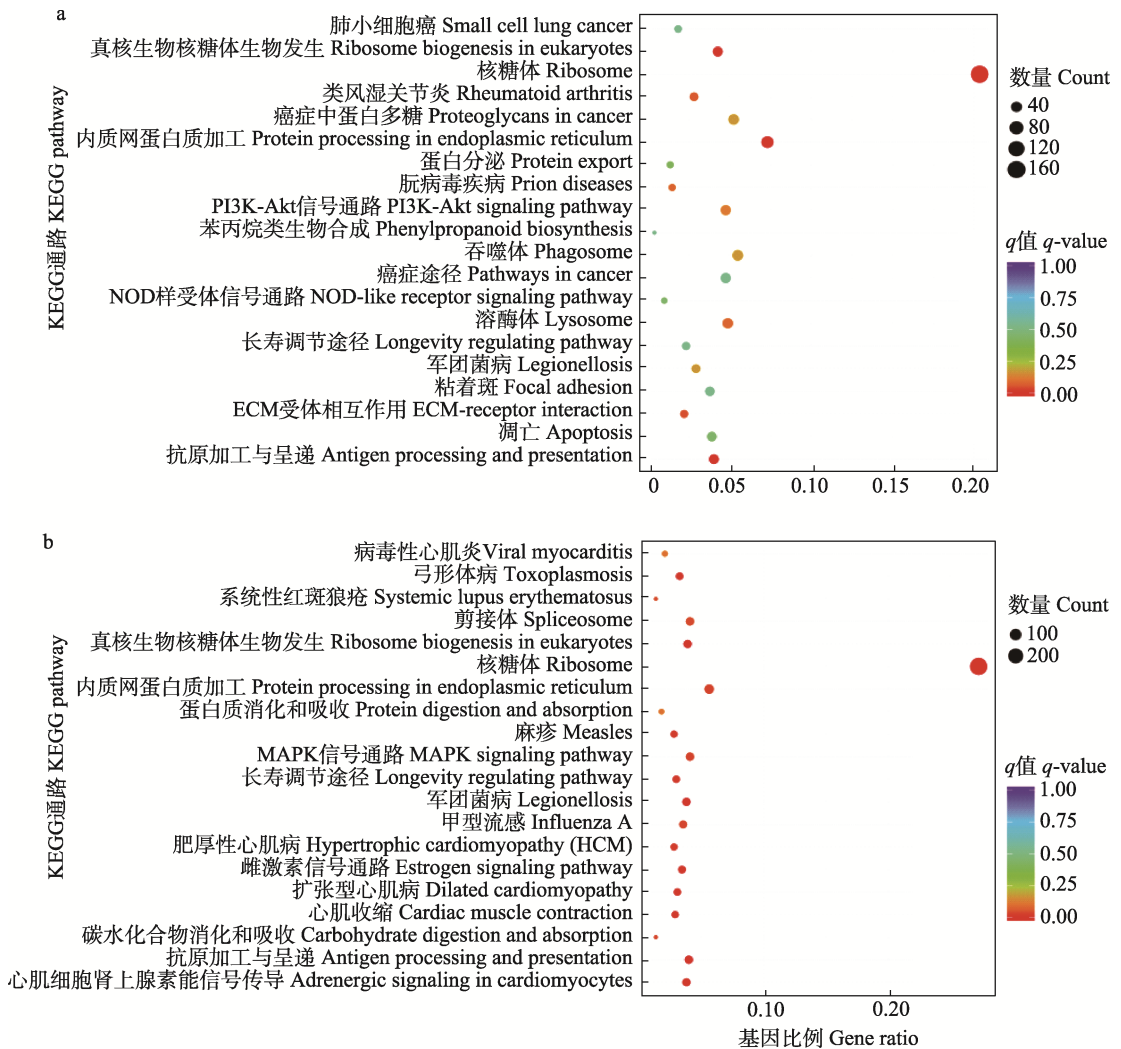 a
肺小细胞癌 Small cell lung cancer
真核生物核糖体生物发生 Ribosome biogenesis in eukaryotes
核糖体 Ribosome
类风湿关节炎 Rheumatoid arthritis
癌症中蛋白多糖 Proteoglycans in cancer
内质网蛋白质加工 Protein processing in endoplasmic reticulum
蛋白分泌 Protein export
朊病毒疾病 Prion diseases
PI3K-Akt信号通路 PI3K-Akt signaling pathway
苯丙烷类生物合成 Phenylpropanoid biosynthesis
吞噬体 Phagosome
癌症途径 Pathways in cancer
NOD样受体信号通路 NOD-like receptor signaling pathway
溶酶体 Lysosome
长寿调节途径 Longevity regulating pathway
军团菌病 Legionellosis
粘着斑 Focal adhesion
ECM受体相互作用 ECM-receptor interaction
凋亡 Apoptosis
抗原加工与呈递 Antigen processing and presentation
KEGG通路 KEGG pathway
0 0.05 0.10 0.15 0.20
数量 Count
40
80
120
160
q值 q-value
1.00
0.75
0.50
0.25
0.00
b
病毒性心肌炎Viral myocarditis
弓形体病 Toxoplasmosis
系统性红斑狼疮 Systemic lupus erythematosus
剪接体 Spliceosome
真核生物核糖体生物发生 Ribosome biogenesis in eukaryotes
核糖体 Ribosome
内质网蛋白质加工 Protein processing in endoplasmic reticulum
蛋白质消化和吸收 Protein digestion and absorption
麻疹 Measles
MAPK信号通路 MAPK signaling pathway
长寿调节途径 Longevity regulating pathway
军团菌病 Legionellosis
甲型流感 Influenza A
肥厚性心肌病 Hypertrophic cardiomyopathy (HCM)
雌激素信号通路 Estrogen signaling pathway
扩张型心肌病 Dilated cardiomyopathy
心肌收缩 Cardiac muscle contraction
碳水化合物消化和吸收 Carbohydrate digestion and absorption
抗原加工与呈递 Antigen processing and presentation
心肌细胞肾上腺素能信号传导 Adrenergic signaling in cardiomyocytes
KEGG通路 KEGG pathway
0.10 0.20
基因比例 Gene ratio
数量 Count
100
200
q值 q-value
1.00
0.75
0.50
0.25
0.00